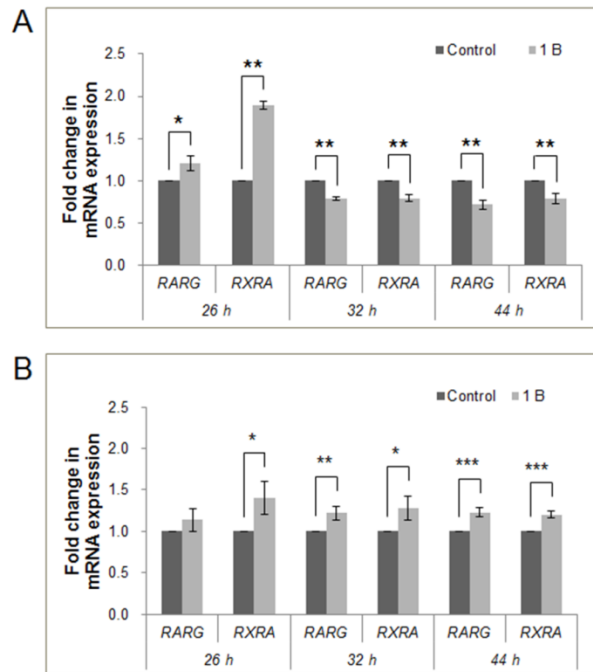 A
2.5
Control 1 B
**
2.0
*
1.5
** ** ** **
1.0
0.5
0.0
Fold change in
mRNA expression
RARG RXRA RARG RXRA RARG RXRA
26 h 32 h 44 h
B
2.5
Control 1 B
2.0
* ** * *** ***
1.5
1.0
0.5
0.0
Fold change in
mRNA expression
RARG RXRA RARG RXRA RARG RXRA
26 h 32 h 44 h